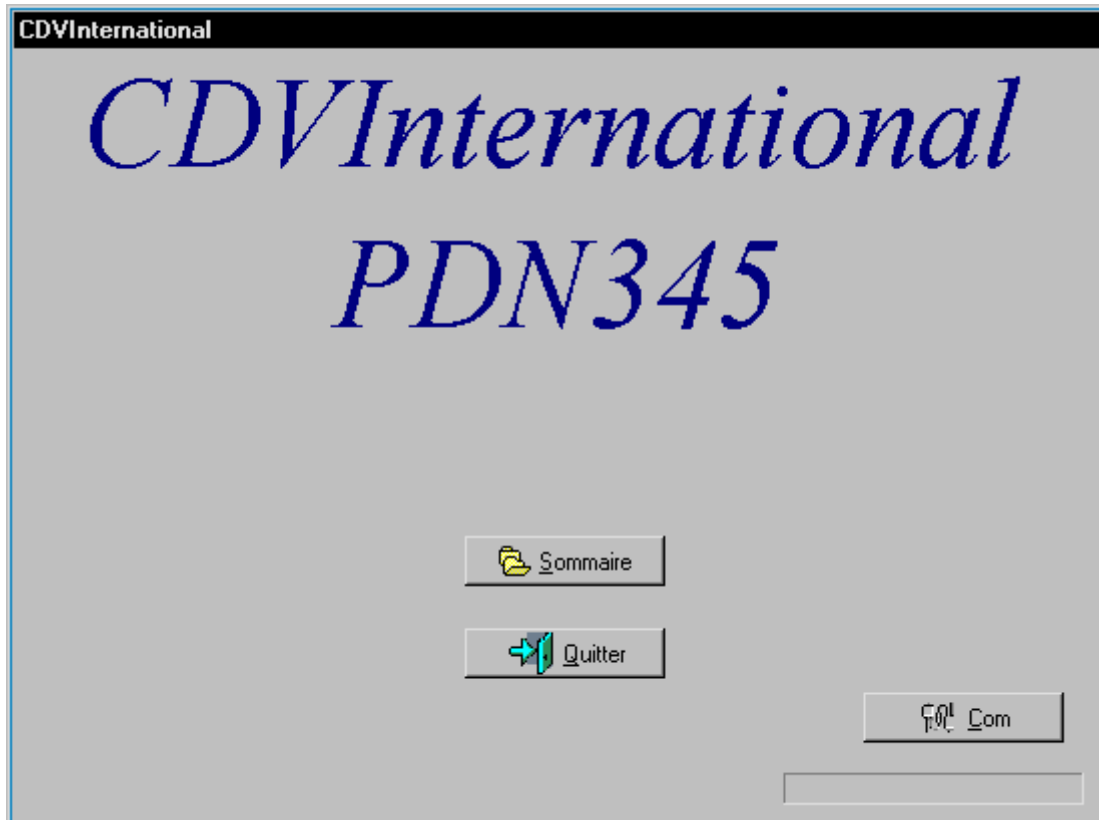 CDVInternational
CDVInternational
PDN345
Sommaire
Quitter
Com